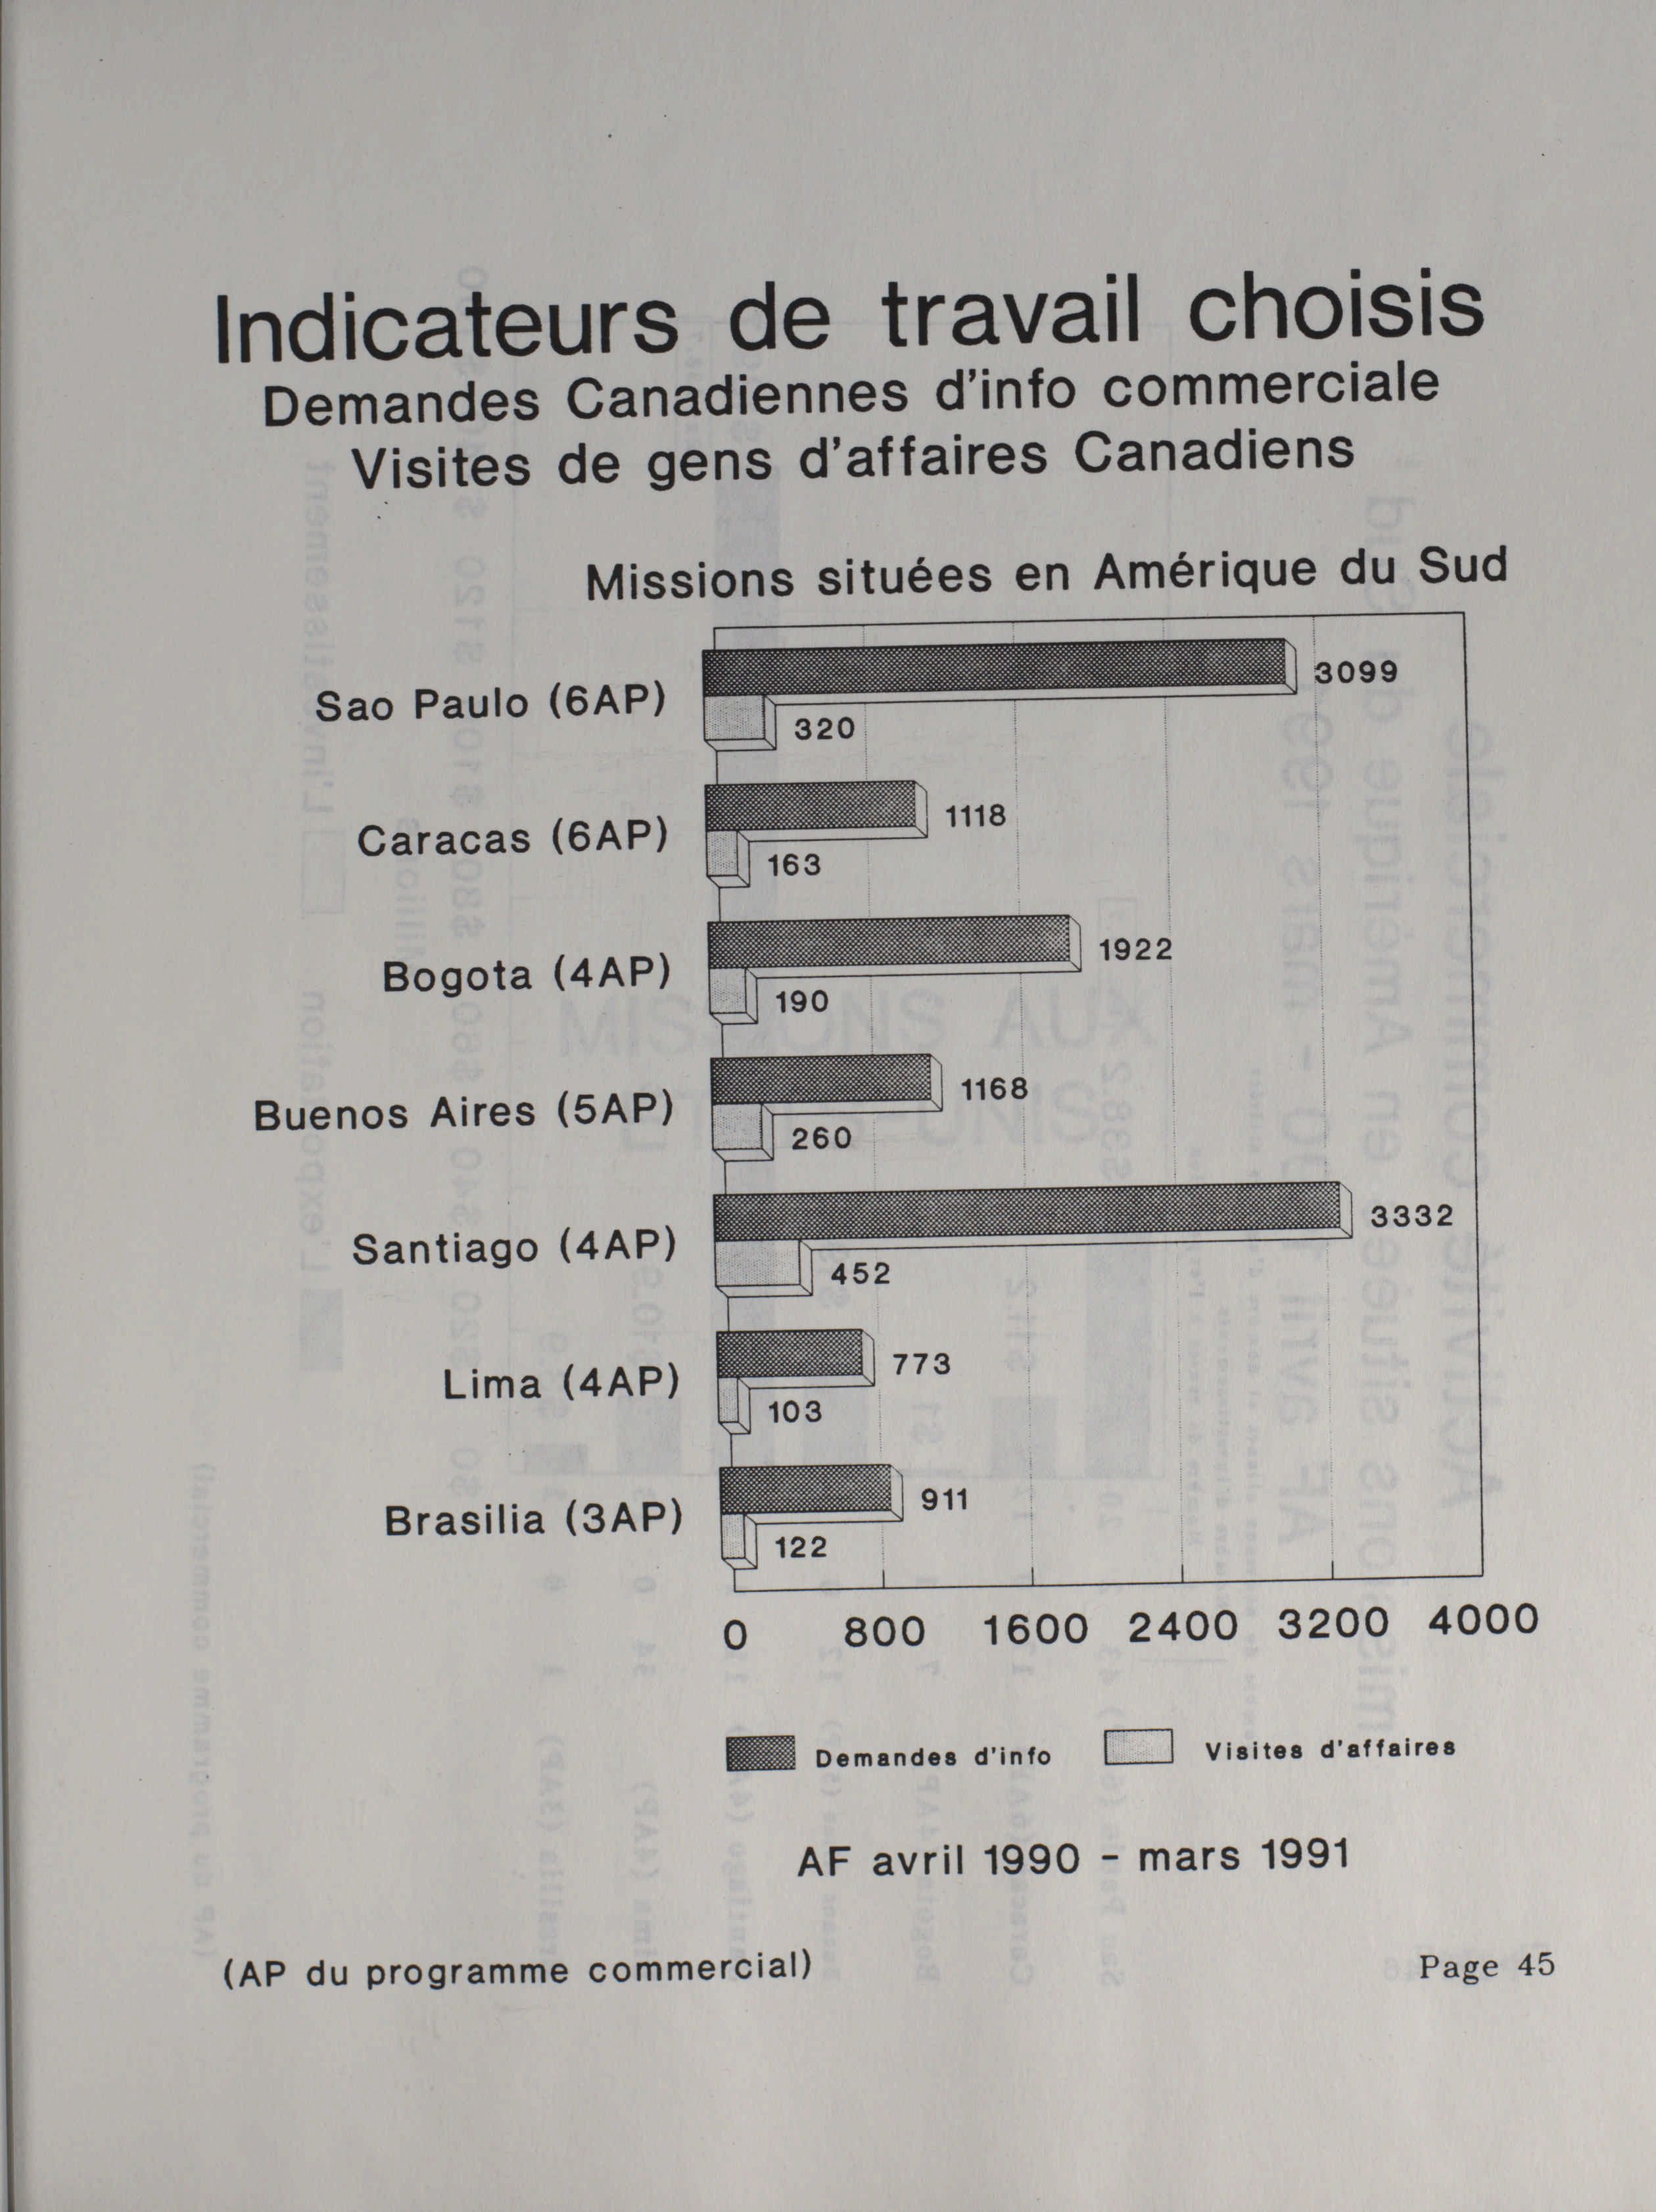 Indicateurs de travail choisis
Demandes Canadiennes d'info commerciale
Visites de gens d'affaires Canadiens
Missions situées en Amérique du Sud
Sao Paulo (6AP)
3099
320
Caracas (6AP)
1118
163
Bogota (4AP)
1922
190
Buenos Aires (5AP)
1168
260
Santiago (4AP)
3332
452
Lima (4AP)
773
103
Brasilia (3AP)
911
122
0 800 1600 2400 3200 4000
Demandes d'info Visites d'affaires
AF avril 1990 - mars 1991
(AP du programme commercial) Page 45